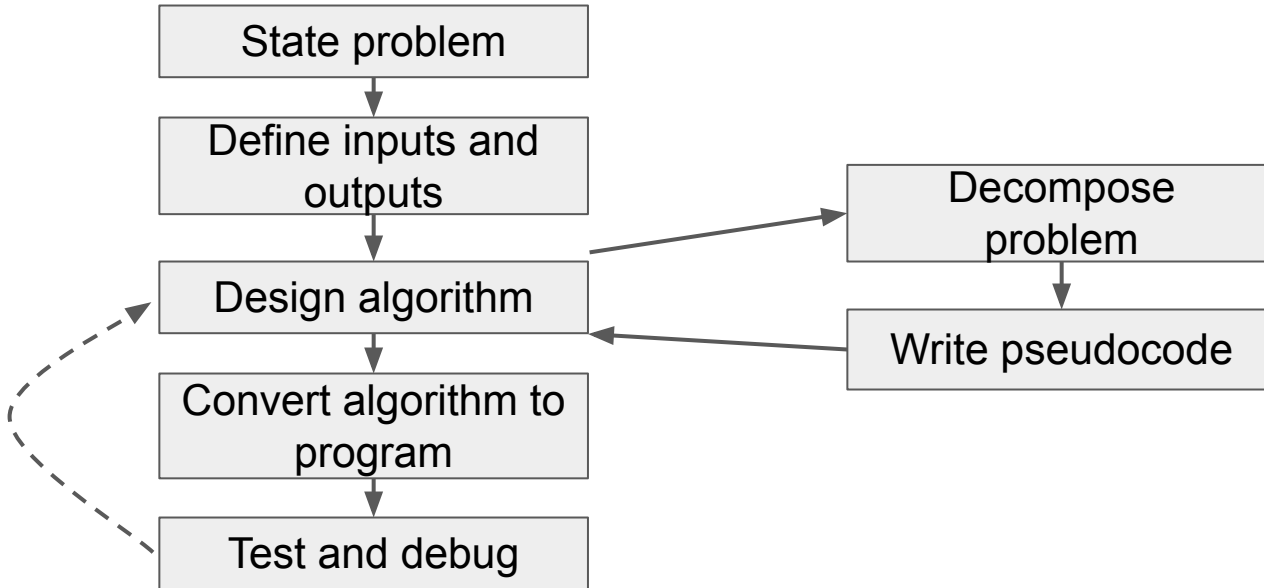 State problem
Define inputs and
outputs
Design algorithm
Convert algorithm to
program
Test and debug
Decompose
problem
Write pseudocode